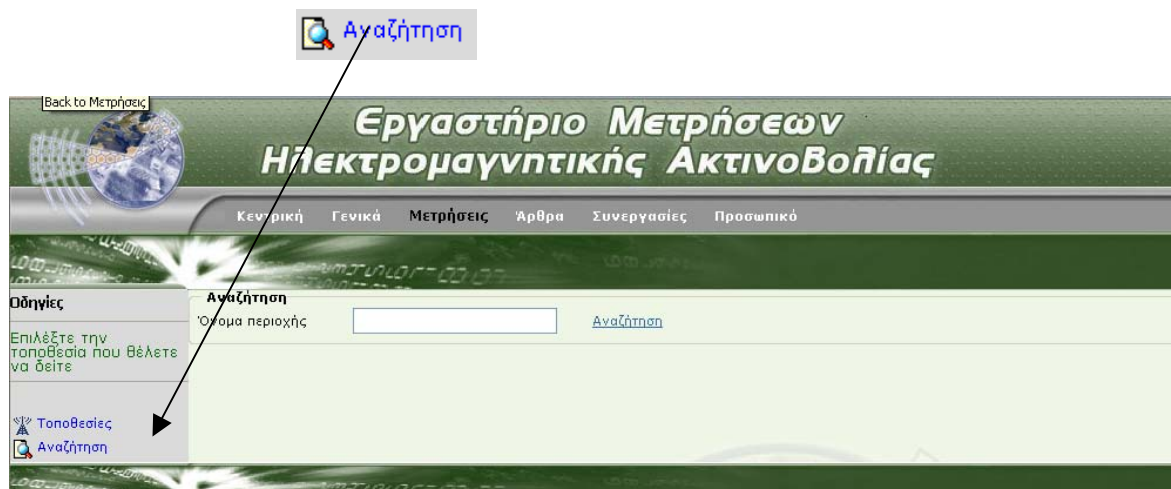 Αναζήτηση
Back to Μετρήσεις
Εργαστήριο Μετρήσεων
Ηλεκτρομαγνητικής Ακτινοβολίας
Κεντρική Γενικά Μετρήσεις Άρθρα Συνεργασίες Προσωπικό
Οδηγίες
Επιλέξτε την
τοποθεσία που θέλετε
να δείτε
Τοποθεσίες
Αναζήτηση
Αναζήτηση
Όνομα περιοχής Αναζήτηση